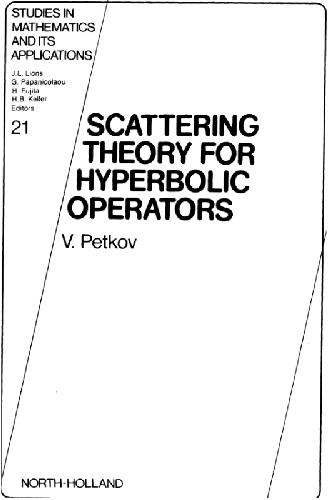 STUDIES IN
MATHEMATICS
AND ITS
APPLICATIONS
J.L. Lions
G. Papanicolaou
H. Fujita
H.B. Keller
Editors
21
SCATTERING
THEORY FOR
HYPERBOLIC
OPERATORS
V. Petkov
NORTH-HOLLAND